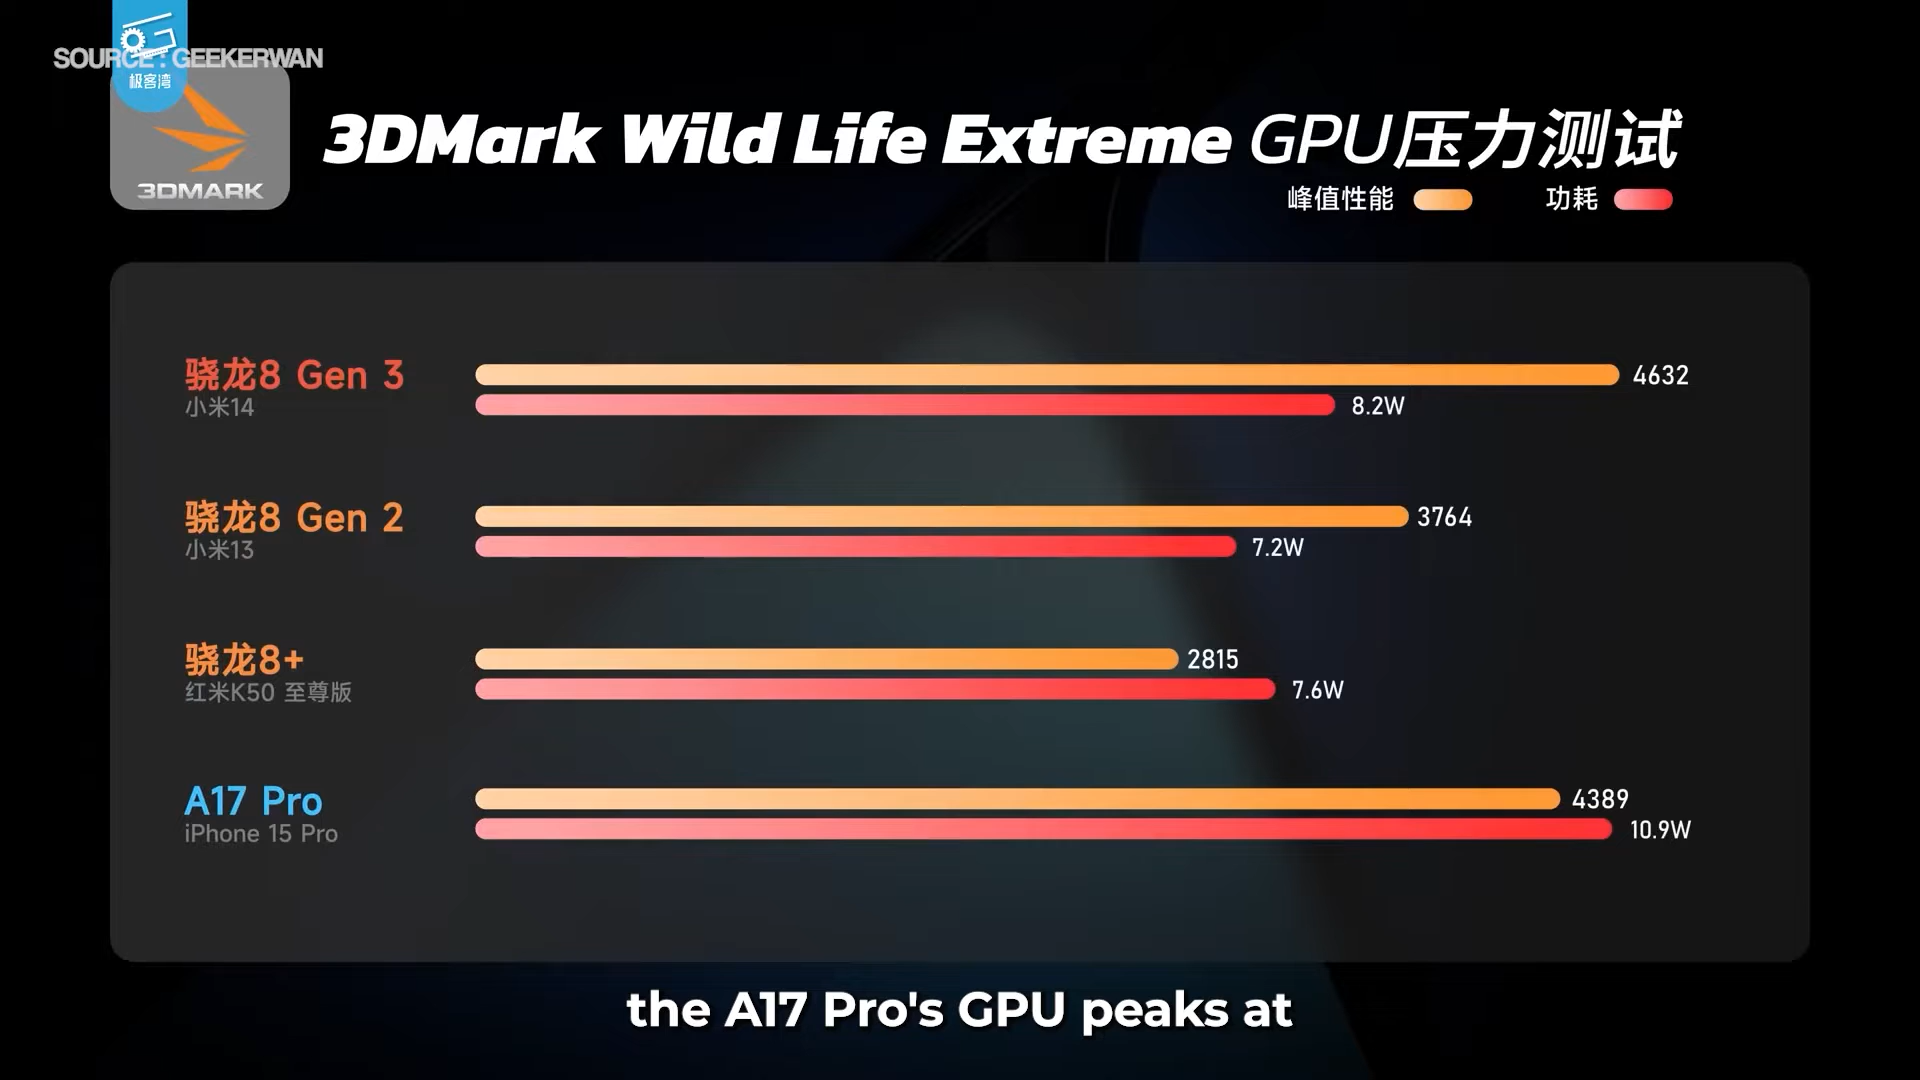 SOURCE : GEEKERWAN
极客湾
3DMARK
3DMark Wild Life Extreme GPU压力测试
峰值性能 功耗
骁龙8 Gen 3
小米14
4632
8.2W
骁龙8 Gen 2
小米13
3764
7.2W
骁龙8+
红米K50 至尊版
2815
7.6W
A17 Pro
iPhone 15 Pro
4389
10.9W
the A17 Pro's GPU peaks at